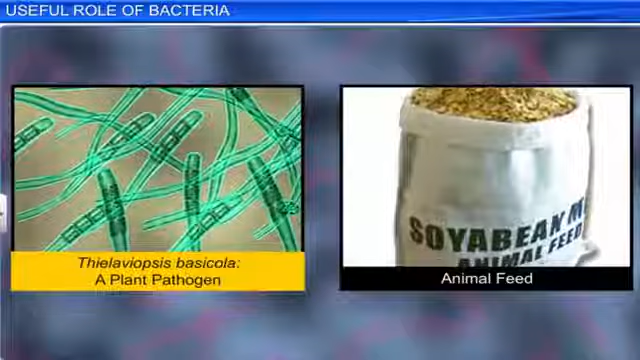 USEFUL ROLE OF BACTERIA
Thielaviopsis basicola:
A Plant Pathogen
SOYABEAN M
ANIMAL FEED
Animal Feed